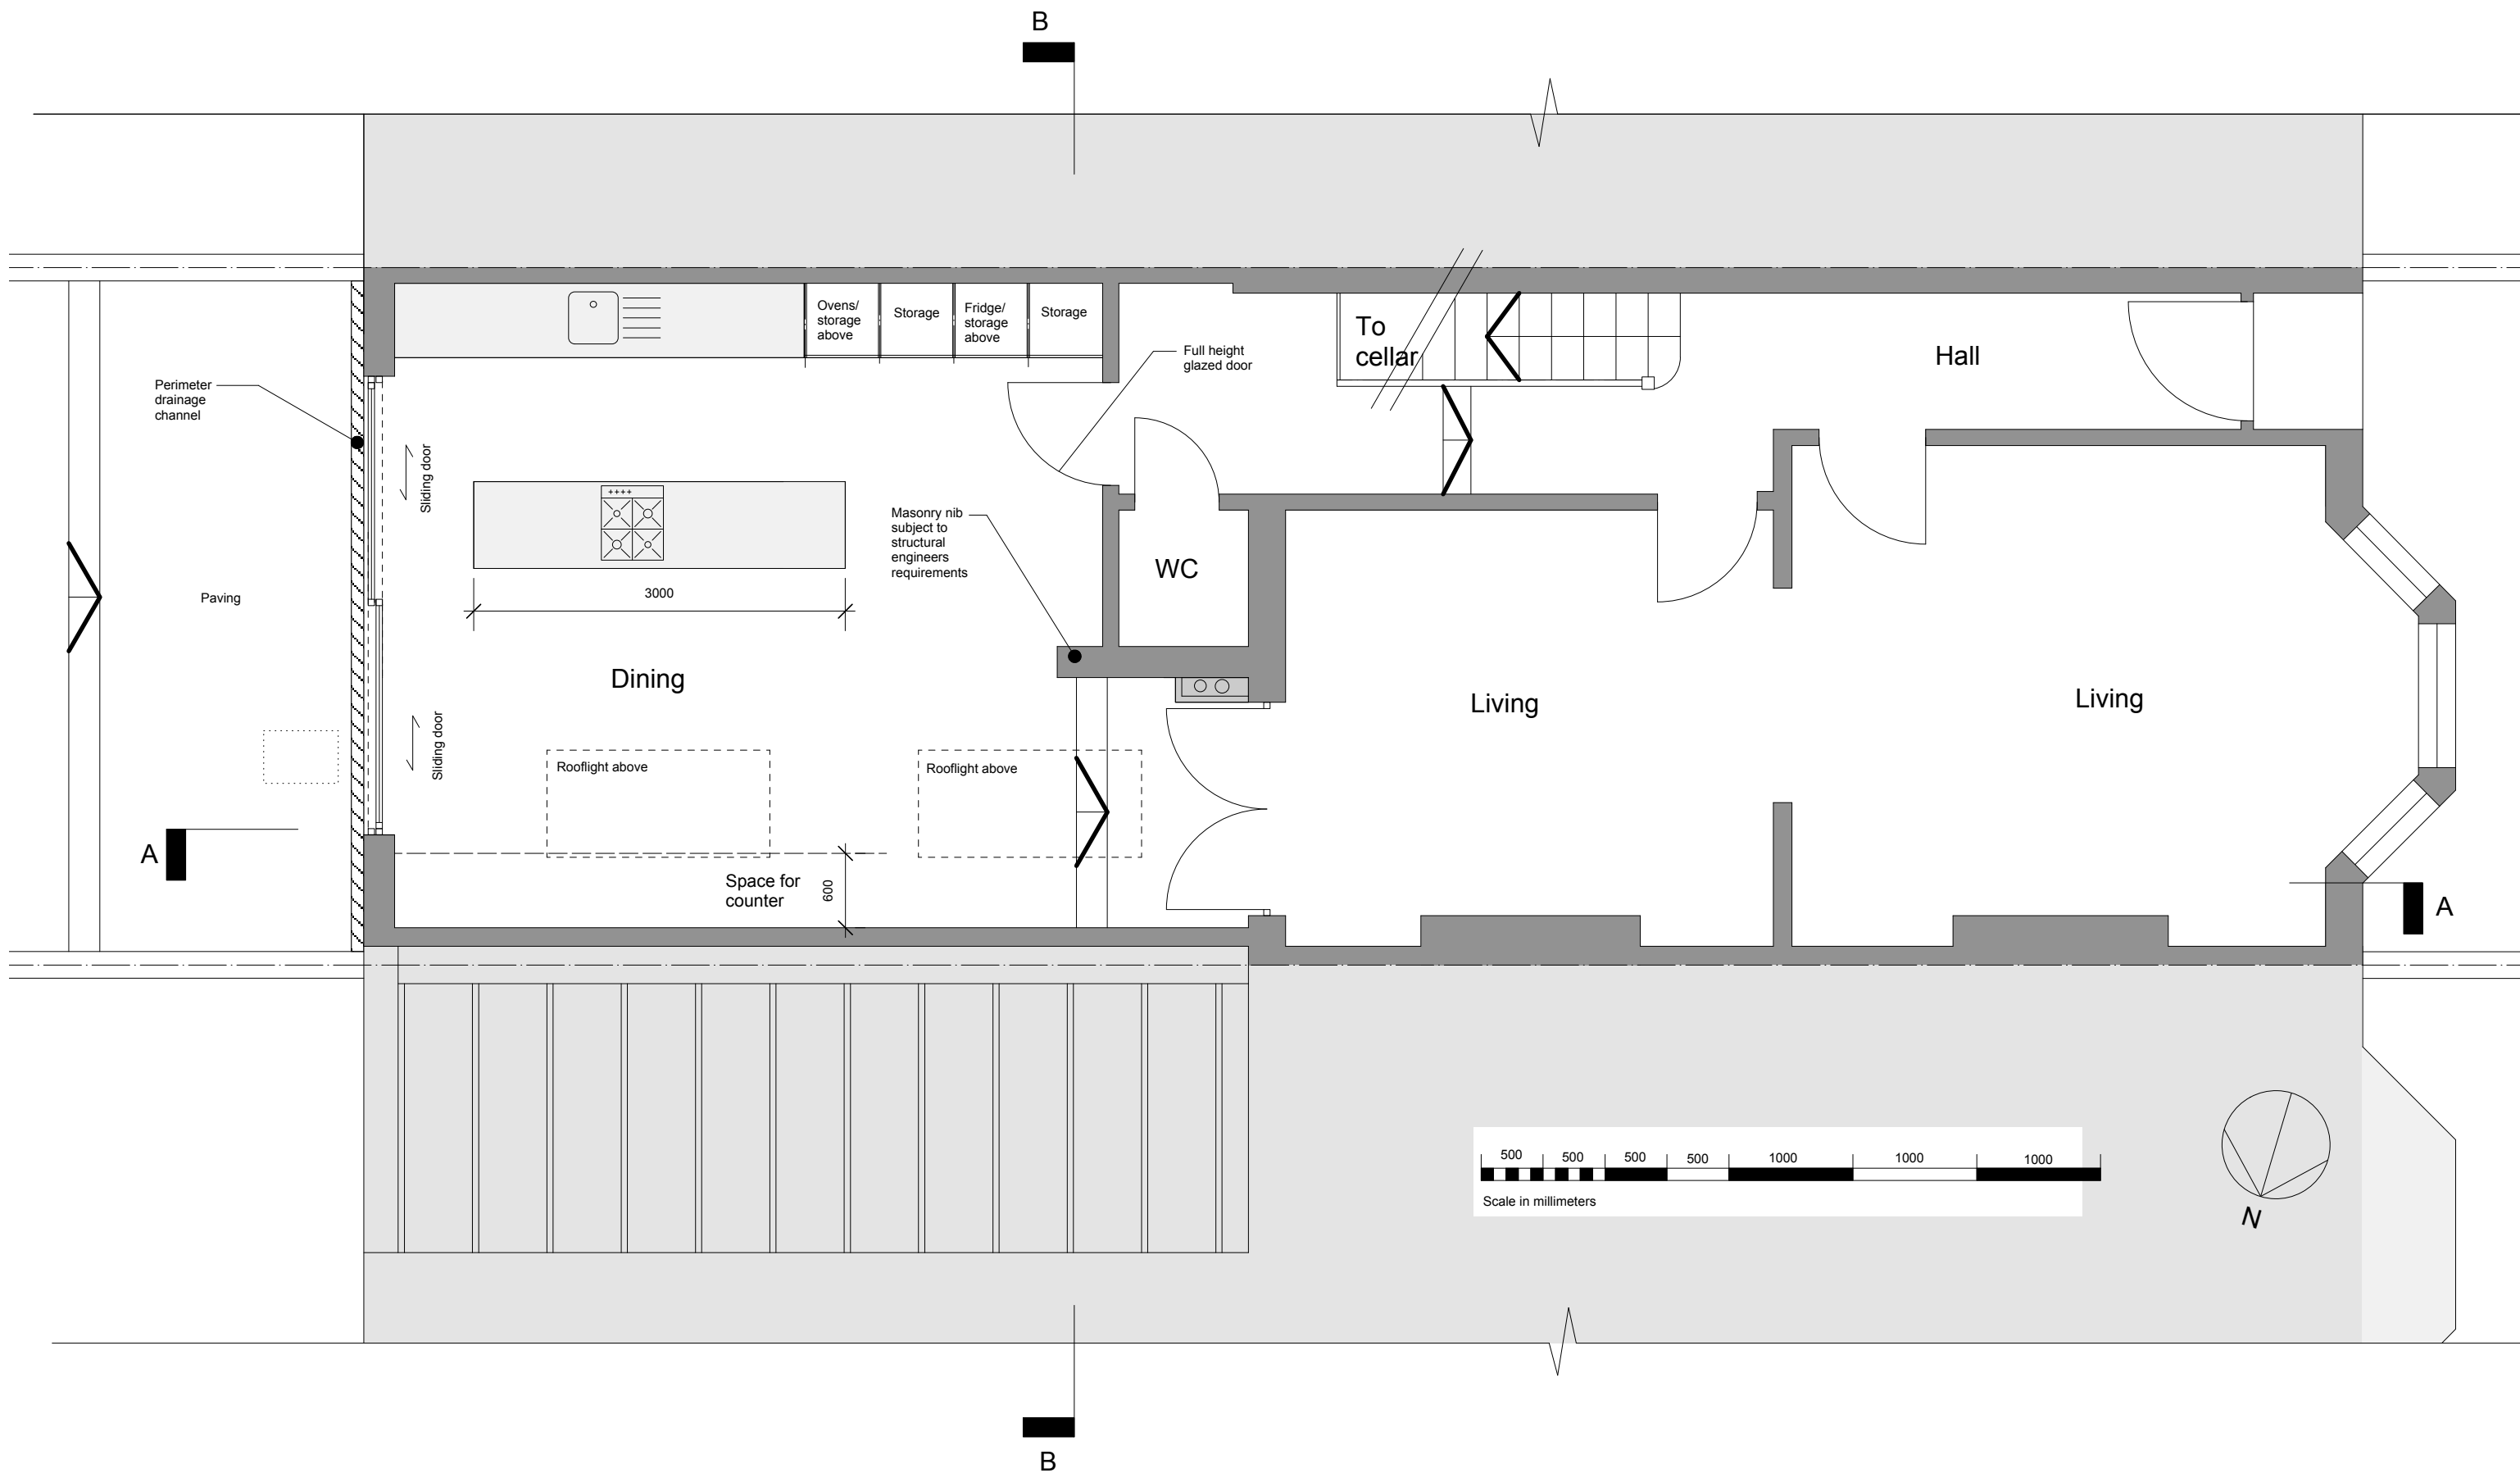 B
Ovens/
storage
above
Storage
Fridge/
storage
above
Storage
To
cellar
Hall
Full height
glazed door
Perimeter
drainage
channel
Sliding door
Masonry nib
subject to
structural
engineers
requirements
WC
Paving
3000
Dining
Living
Living
Sliding door
Rooflight above
Rooflight above
A
Space for
counter
600
A
500
500
500
500
1000
1000
1000
Scale in millimeters
N
B